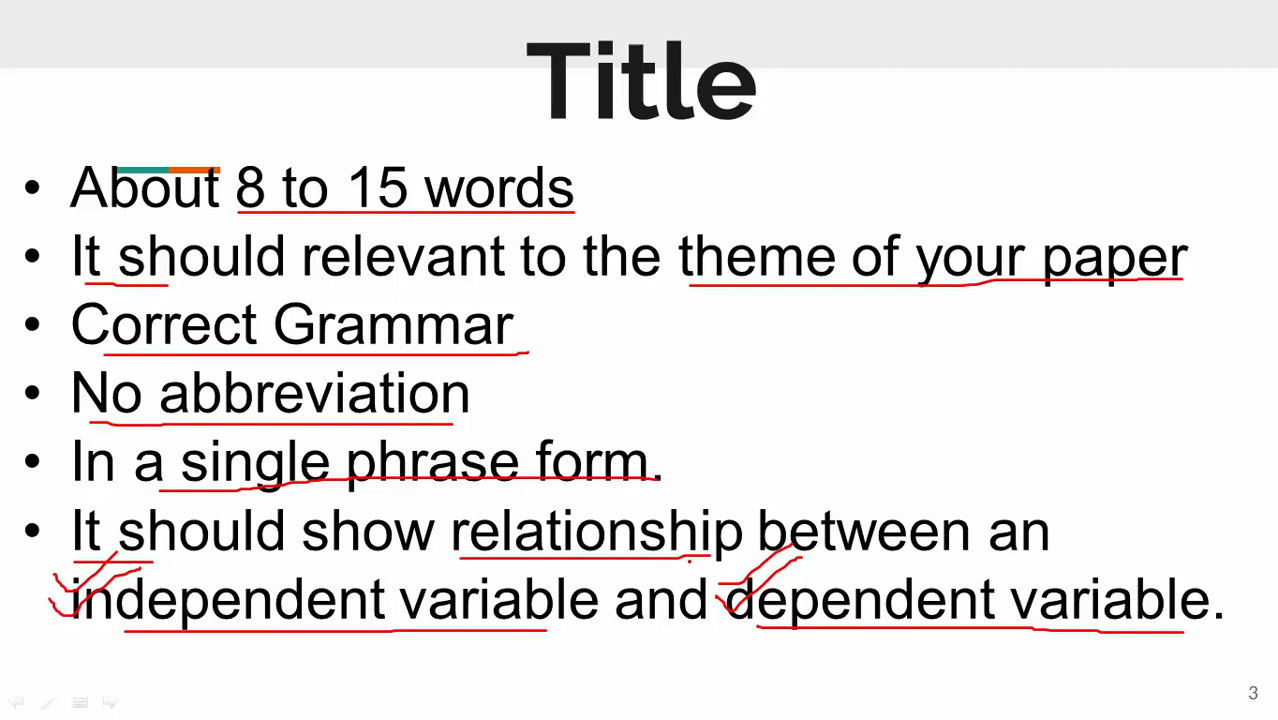 Title
• About 8 to 15 words
• It should relevant to the theme of your paper
• Correct Grammar
• No abbreviation
• In a single phrase form.
• It should show relationship between an
independent variable and dependent variable.
3